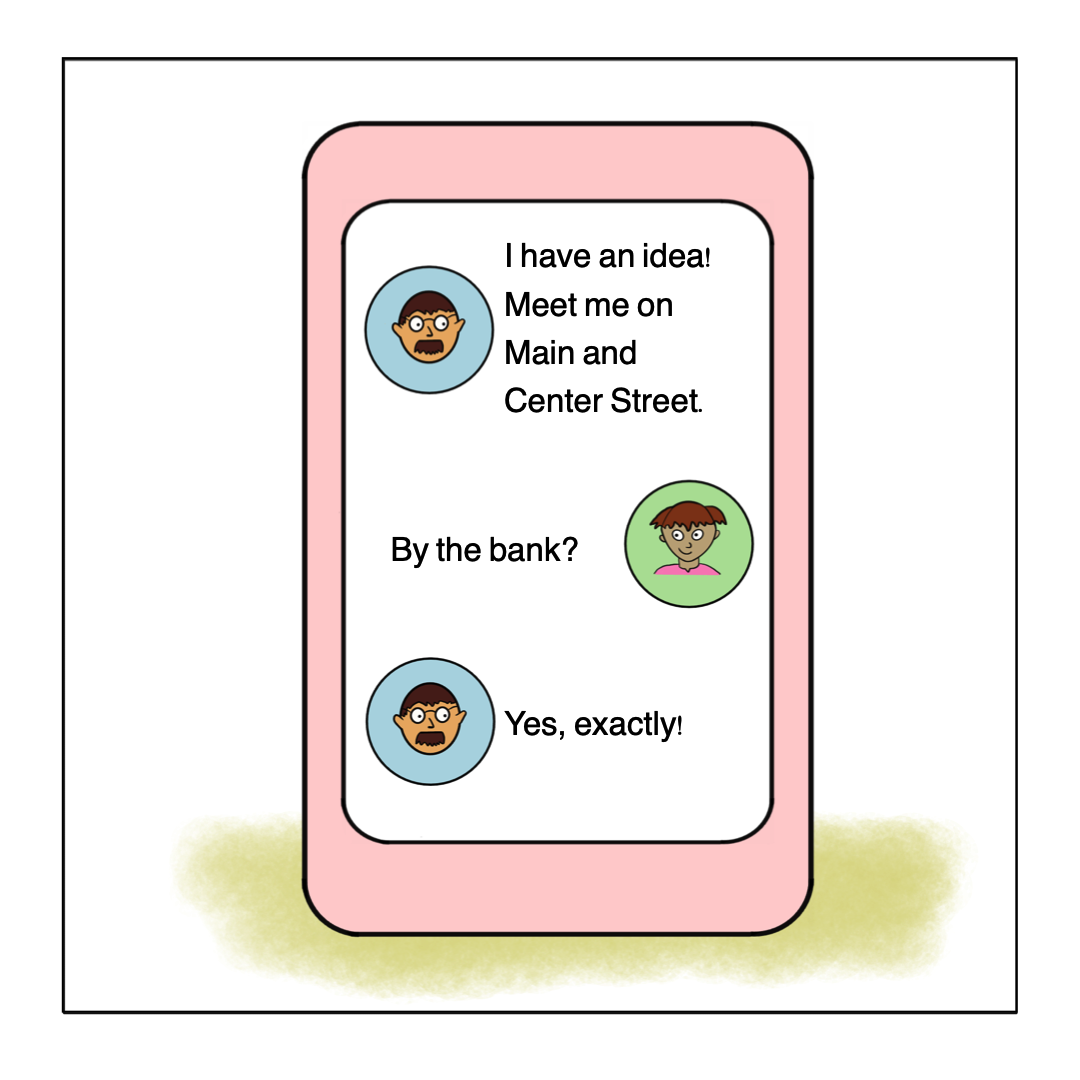 I have an idea!
Meet me on
Main and
Center Street.
By the bank?
Yes, exactly!